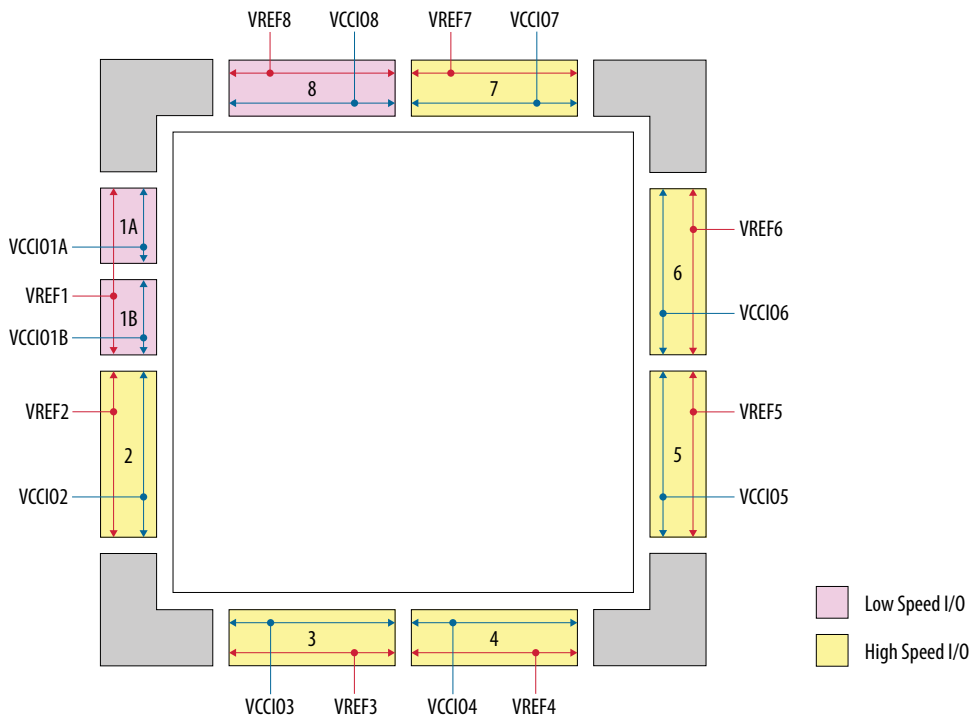 VREF8
VCCIO8
VREF7
VCCIO7
8
7
1A
VCCIO1A
VREF1
1B
VCCIO1B
VREF2
2
VCCIO2
VREF6
6
VCCIO6
VREF5
5
VCCIO5
3
4
VCCIO3
VREF3
VCCIO4
VREF4
Low Speed I/O
High Speed I/O